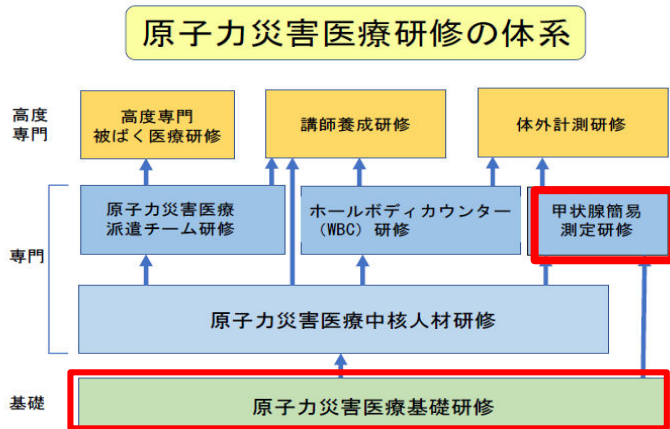 原子力災害医療研修の体系
高度
専門
高度専門
被ばく医療研修
講師養成研修
体外計測研修
専門
原子力災害医療
派遣チーム研修
ホールボディカウンター
（WBC）研修
甲状腺簡易
測定研修
原子力災害医療中核人材研修
基礎
原子力災害医療基礎研修